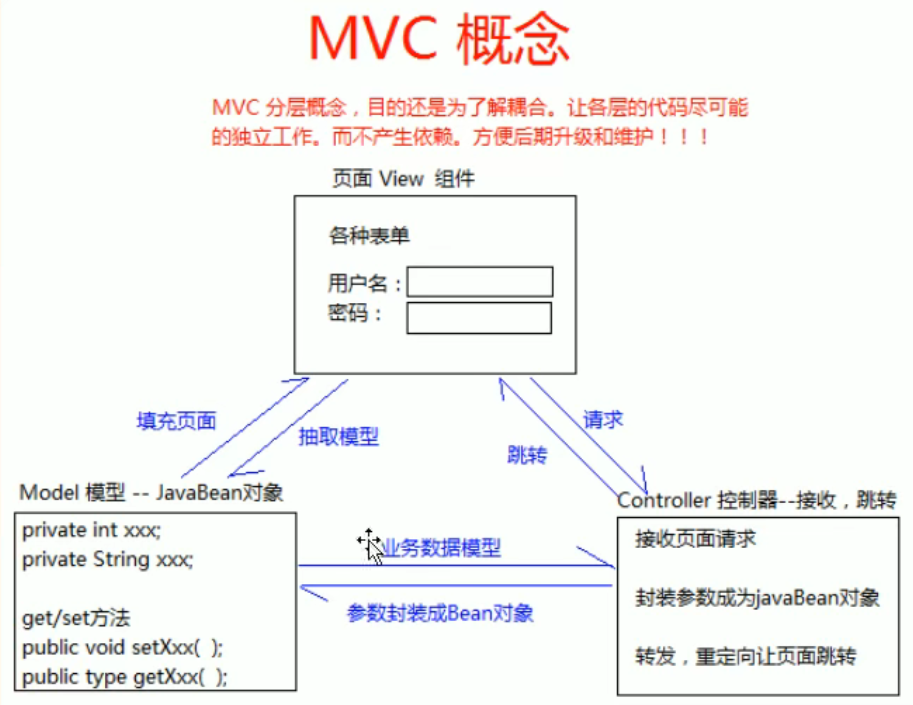 MVC 概念
MVC 分层概念，目的还是为了解耦合。让各层的代码尽可能
的独立工作。而不产生依赖。方便后期升级和维护！！！
页面 View 组件
各种表单
用户名：
密码：
填充页面
抽取模型
请求
跳转
Model 模型 -- JavaBean对象
private int xxx;
private String xxx;
get/set方法
public void setXxx( );
public type getXxx( );
业务数据模型
参数封装成Bean对象
Controller 控制器--接收，跳转
接收页面请求
封装参数成为javaBean对象
转发，重定向让页面跳转